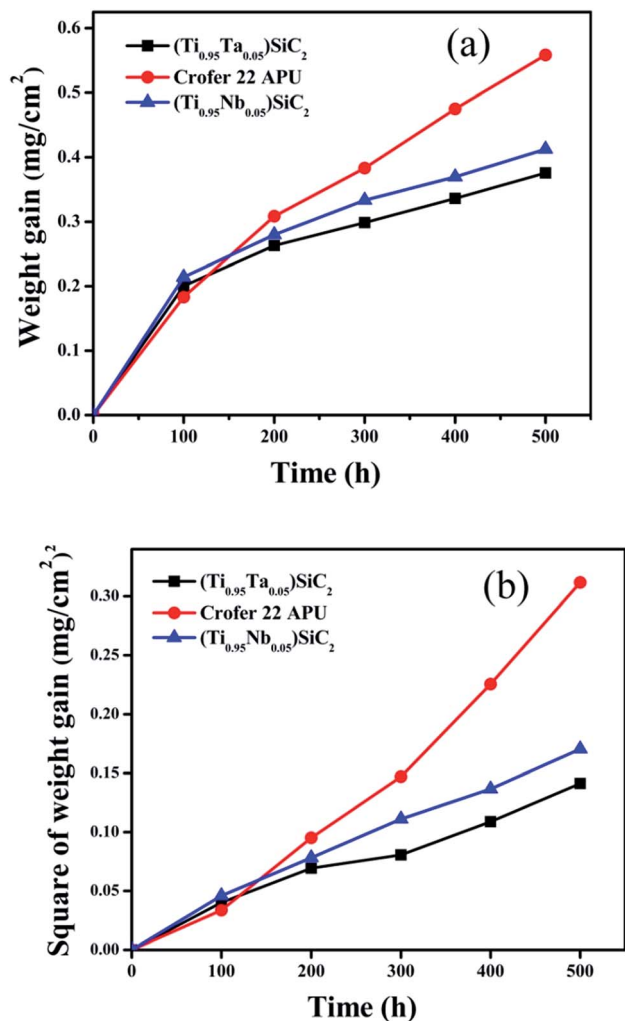 (a)
(Ti0.95Ta0.05)SiC2
Crofer 22 APU
(Ti0.95Nb0.05)SiC2
Weight gain (mg/cm2)
0.6
0.5
0.4
0.3
0.2
0.1
0.0
0 100 200 300 400 500
Time (h)
(b)
(Ti0.95Ta0.05)SiC2
Crofer 22 APU
(Ti0.95Nb0.05)SiC2
Square of weight gain (mg/cm2)2
0.30
0.25
0.20
0.15
0.10
0.05
0.00
0 100 200 300 400 500
Time (h)